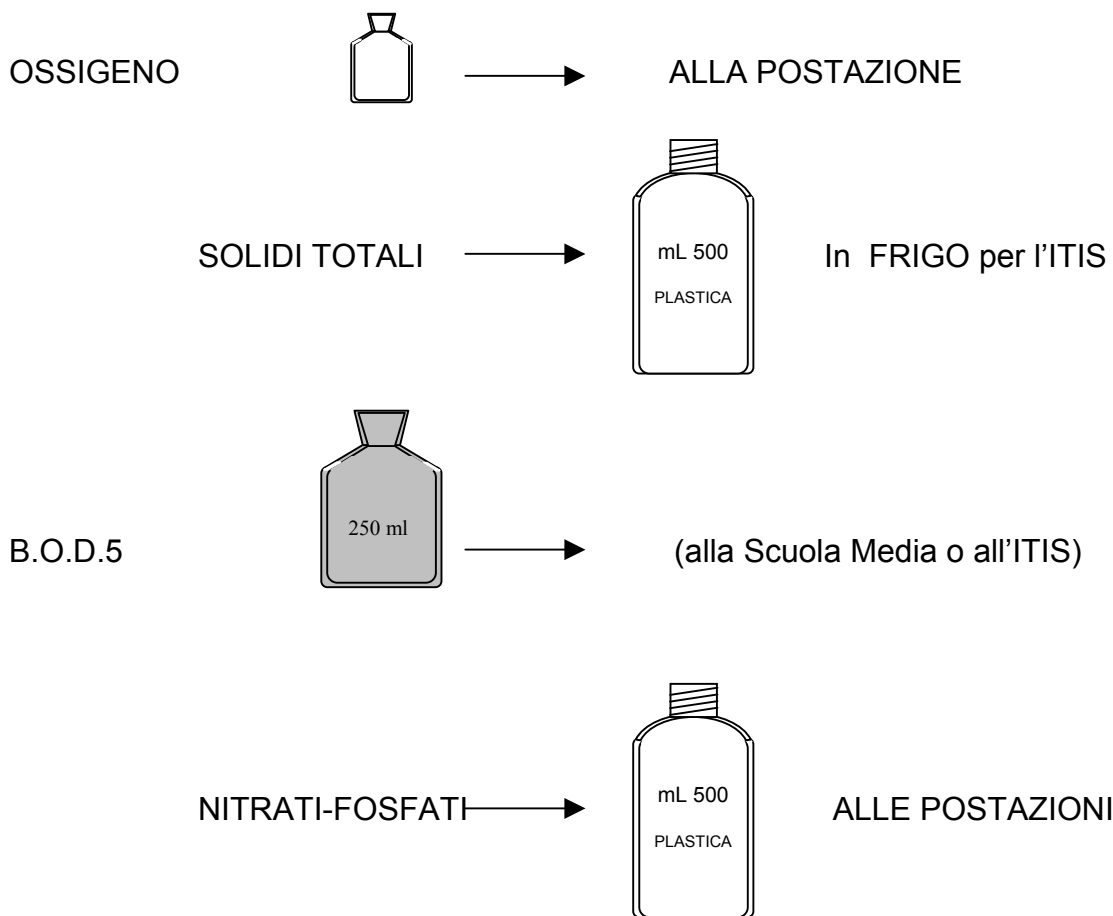 OSSIGENO
ALLA POSTAZIONE
SOLIDI TOTALI
mL 500
PLASTICA
In FRIGO per l'ITIS
B.O.D.5
250 ml
(alla Scuola Media o all'ITIS)
NITRATI-FOSFATI
mL 500
PLASTICA
ALLE POSTAZIONI